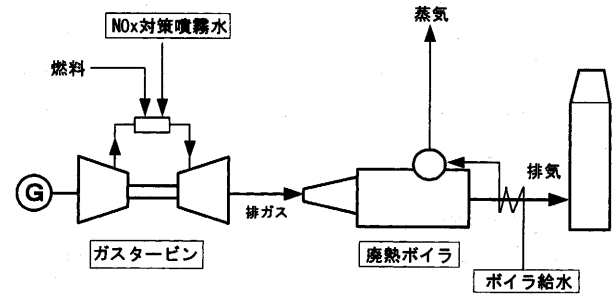 NOx対策噴霧水
蒸気
燃料
G
排ガス
排気
ガスタービン
廃熱ボイラ
ボイラ給水